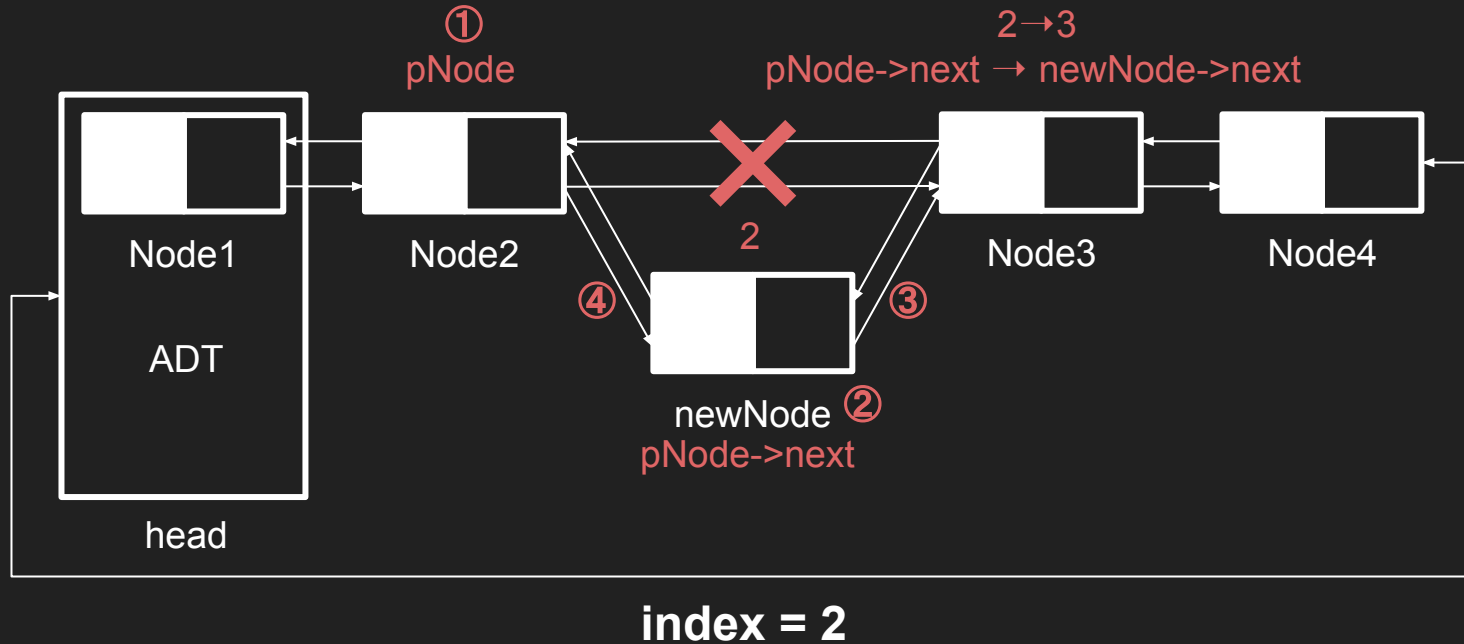 ①
pNode
2→3
pNode->next → newNode->next
Node1
Node2
2
Node3
Node4
④
③
ADT
newNode ②
pNode->next
head
index = 2